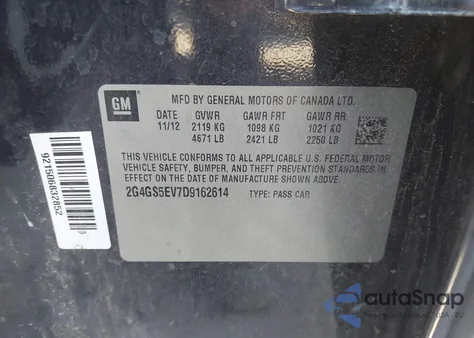 GM
MFD BY GENERAL MOTORS OF CANADA LTD.
DATE GVWR GAWR FRT GAWR RR
11/12 2119 KG 1098 KG 1021 KG
4671 LB 2421 LB 2250 LB
THIS VEHICLE CONFORMS TO ALL APPLICABLE U.S. FEDERAL MOTOR
VEHICLE SAFETY, BUMPER, AND THEFT PREVENTION STANDARDS IN
EFFECT ON THE DATE OF MANUFACTURE SHOWN ABOVE.
2G4GS5EV7D9162614 TYPE: PASS CAR
921506832852
autoSnap